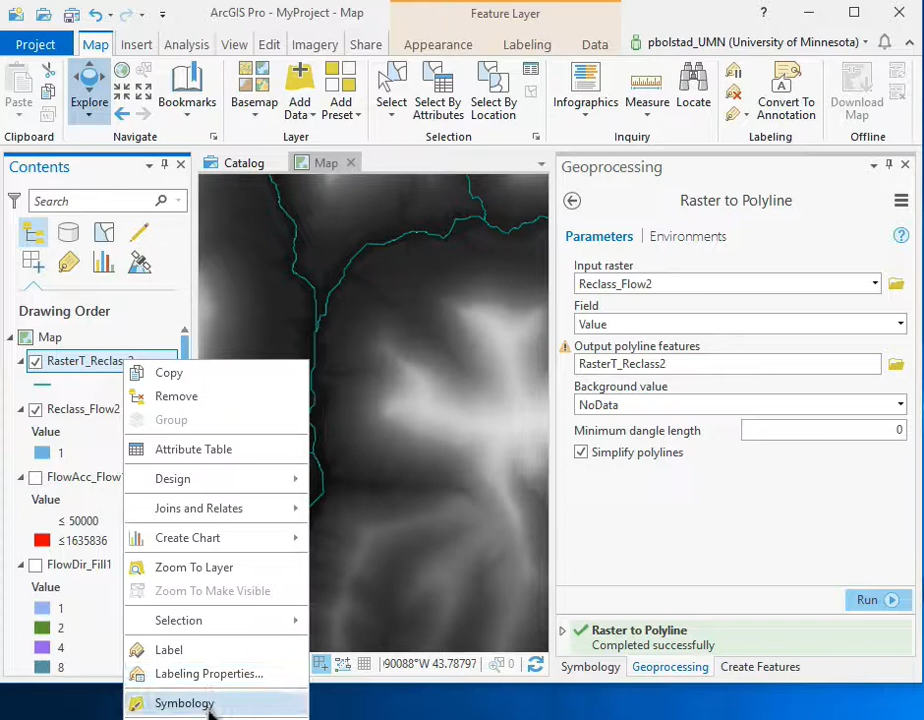 ArcGIS Pro - MyProject - Map
Feature Layer
?
Project
Map
Insert
Analysis
View
Edit
Imagery
Share
Appearance
Labeling
Data
pbolstad_UMN (University of Minnesota)
Paste
Explore
Bookmarks
Basemap
Add Data
Add Preset
Select
Select By Attributes
Select By Location
Infographics
Measure
Locate
Convert To Annotation
Download Map
Clipboard
Navigate
Layer
Selection
Inquiry
Labeling
Offline
Contents
Search
Drawing Order
Map
RasterT_Reclass2
Reclass_Flow2
Value
1
FlowAcc_Flow
Value
≤ 50000
≤1635836
FlowDir_Fill1
Value
1
2
4
8
Copy
Remove
Group
Attribute Table
Design
Joins and Relates
Create Chart
Zoom To Layer
Zoom To Make Visible
Selection
Label
Labeling Properties...
Symbology
Catalog
Map
90088°W 43.78797
0
Geoprocessing
Raster to Polyline
Parameters
Environments
?
Input raster
Reclass_Flow2
Field
Value
Output polyline features
RasterT_Reclass2
Background value
NoData
Minimum dangle length
0
Simplify polylines
Run
Raster to Polyline
Completed successfully
Symbology
Geoprocessing
Create Features